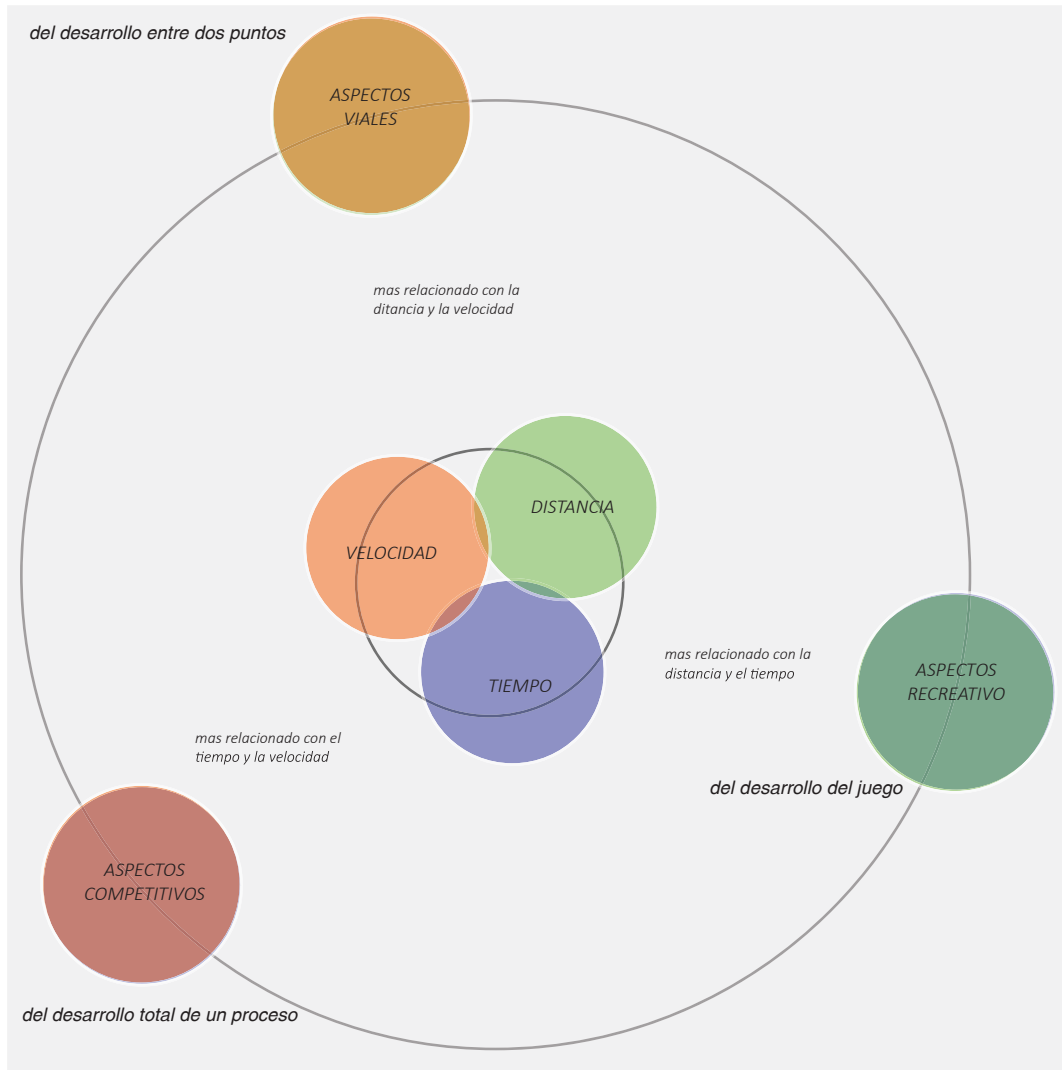 del desarrollo entre dos puntos
ASPECTOS
VIALES
mas relacionado con la
ditancia y la velocidad
DISTANCIA
VELOCIDAD
TIEMPO
mas relacionado con la
distancia y el tiempo
ASPECTOS
RECREATIVO
del desarrollo del juego
mas relacionado con el
tiempo y la velocidad
ASPECTOS
COMPETITIVOS
del desarrollo total de un proceso